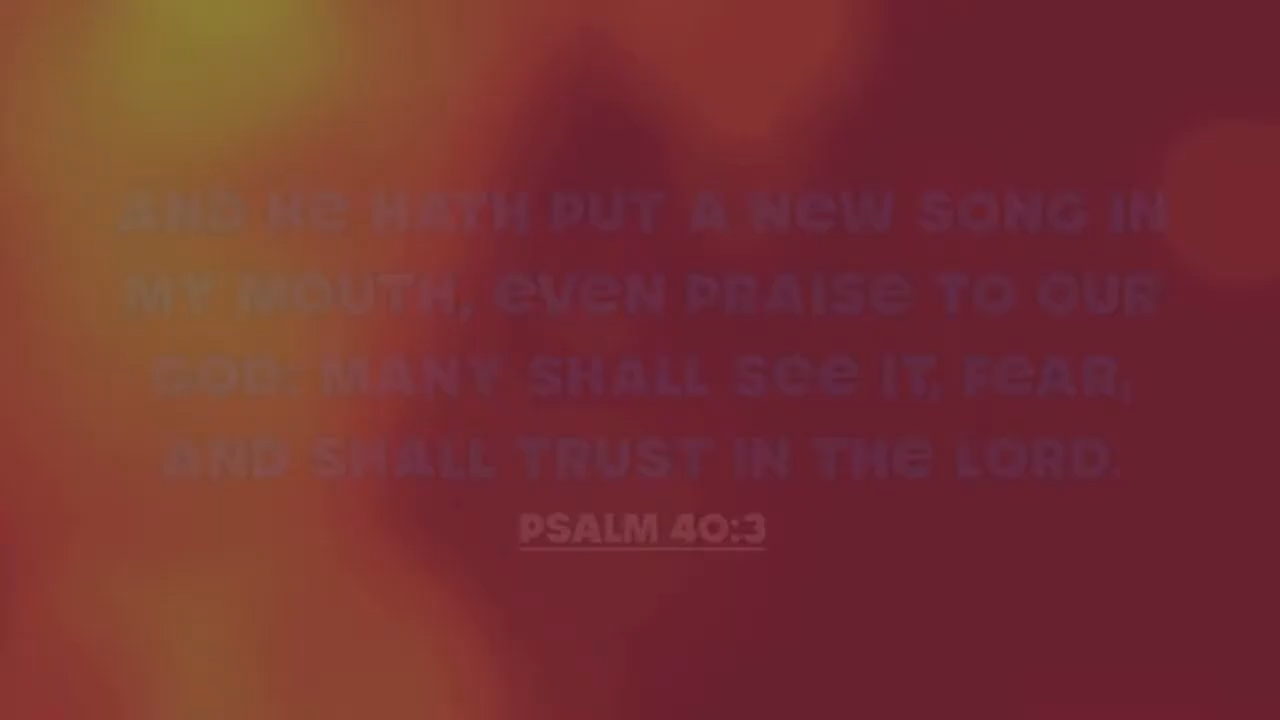 AND He HATH PUT A NeW SONG IN
MY MOUTH, eVeN PRAISe TO OUR
GOD: MANY SHALL See IT, FeAR,
AND SHALL TRUST IN THe LORD.
PSALM 40:3